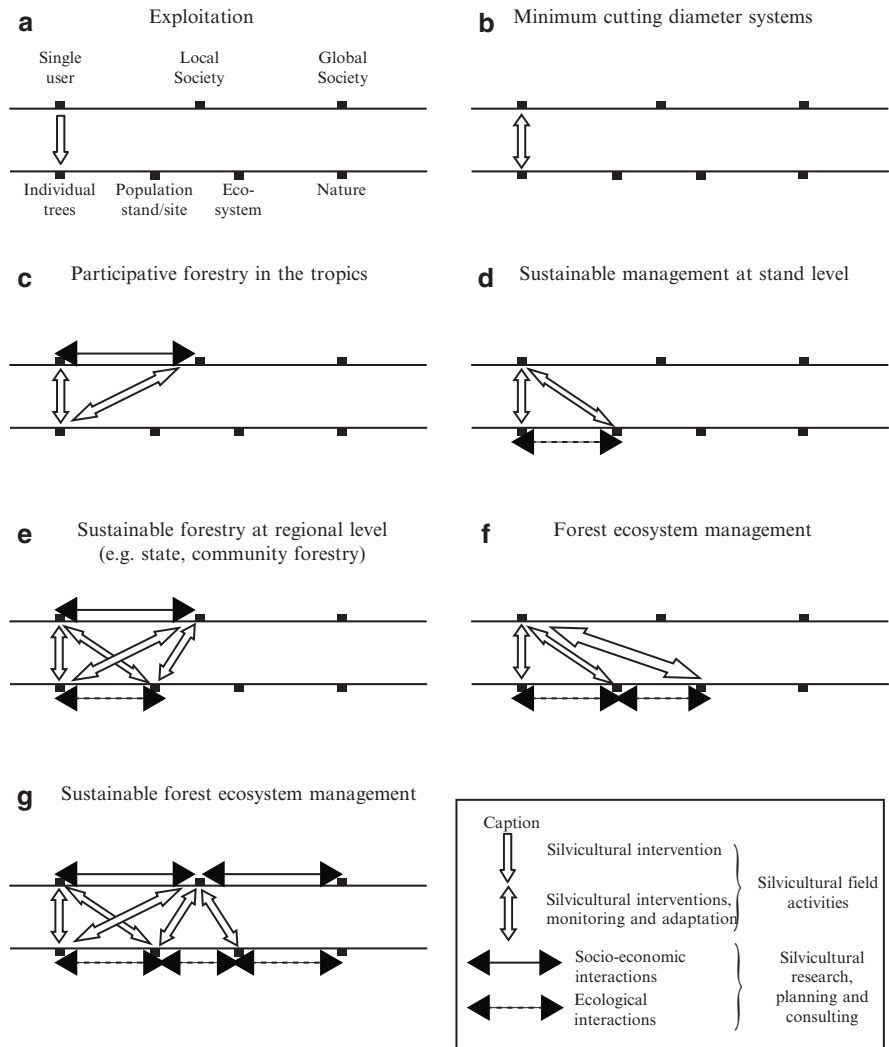 a Exploitation
Single
user
Local
Society
Global
Society
Individual
trees
Population
stand/site
Eco-
system
Nature
b Minimum cutting diameter systems
c Participative forestry in the tropics
d Sustainable management at stand level
e Sustainable forestry at regional level
(e.g. state, community forestry)
f Forest ecosystem management
g Sustainable forest ecosystem management
Caption
Silvicultural intervention
Silvicultural interventions,
monitoring and adaptation
Silvicultural field
activities
Socio-economic
interactions
Ecological
interactions
Silvicultural
research,
planning and
consulting